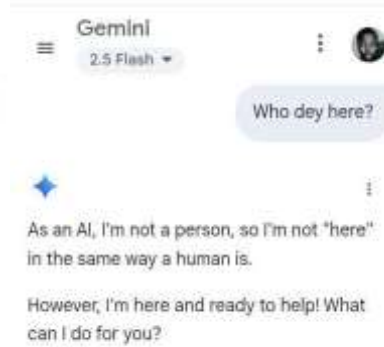 Gemini
2.5 Flash
Who dey here?
As an AI, I'm not a person, so I'm not "here"
in the same way a human is.
However, I'm here and ready to help! What
can I do for you?